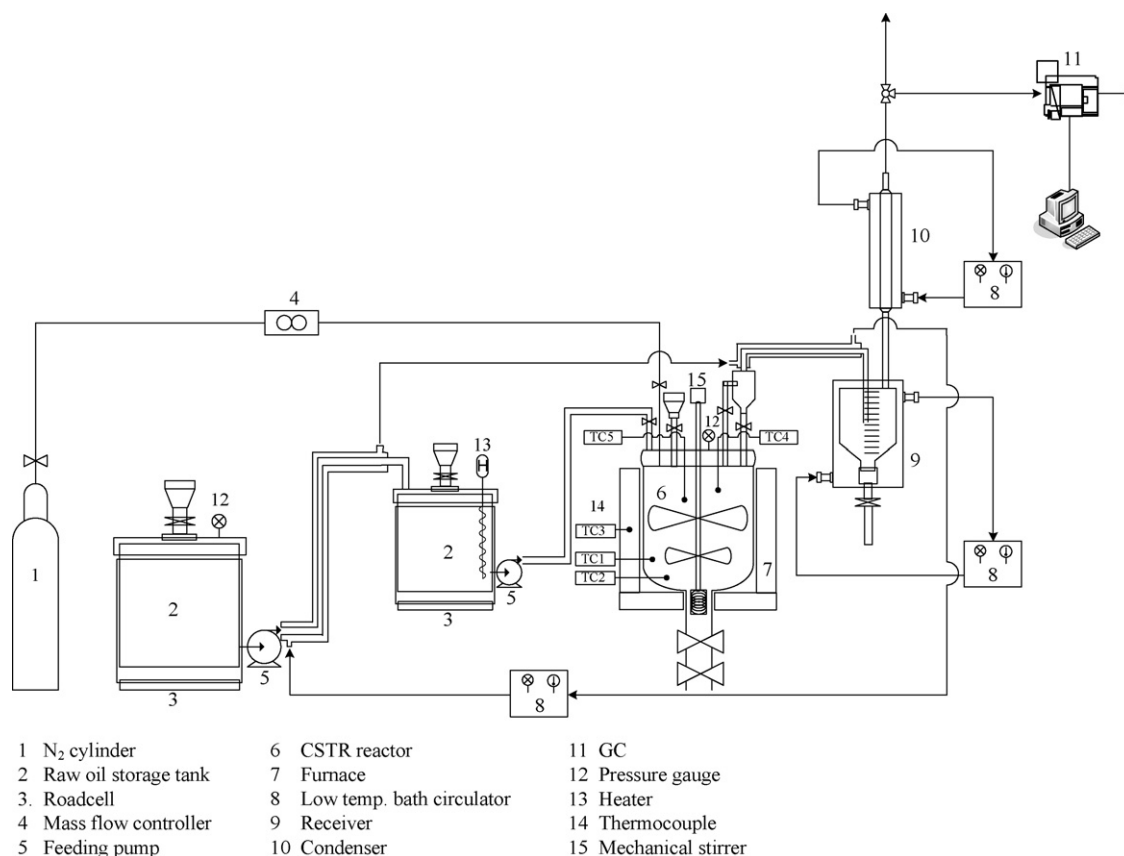 11
10
8
4
15
12
TC5
TC4
13
6
9
12
14
TC3
2
TC1
7
1
TC2
8
2
5
3
5
3
8
1 N₂ cylinder
2 Raw oil storage tank
3. Roadcell
4 Mass flow controller
5 Feeding pump
6 CSTR reactor
7 Furnace
8 Low temp. bath circulator
9 Receiver
10 Condenser
11 GC
12 Pressure gauge
13 Heater
14 Thermocouple
15 Mechanical stirrer